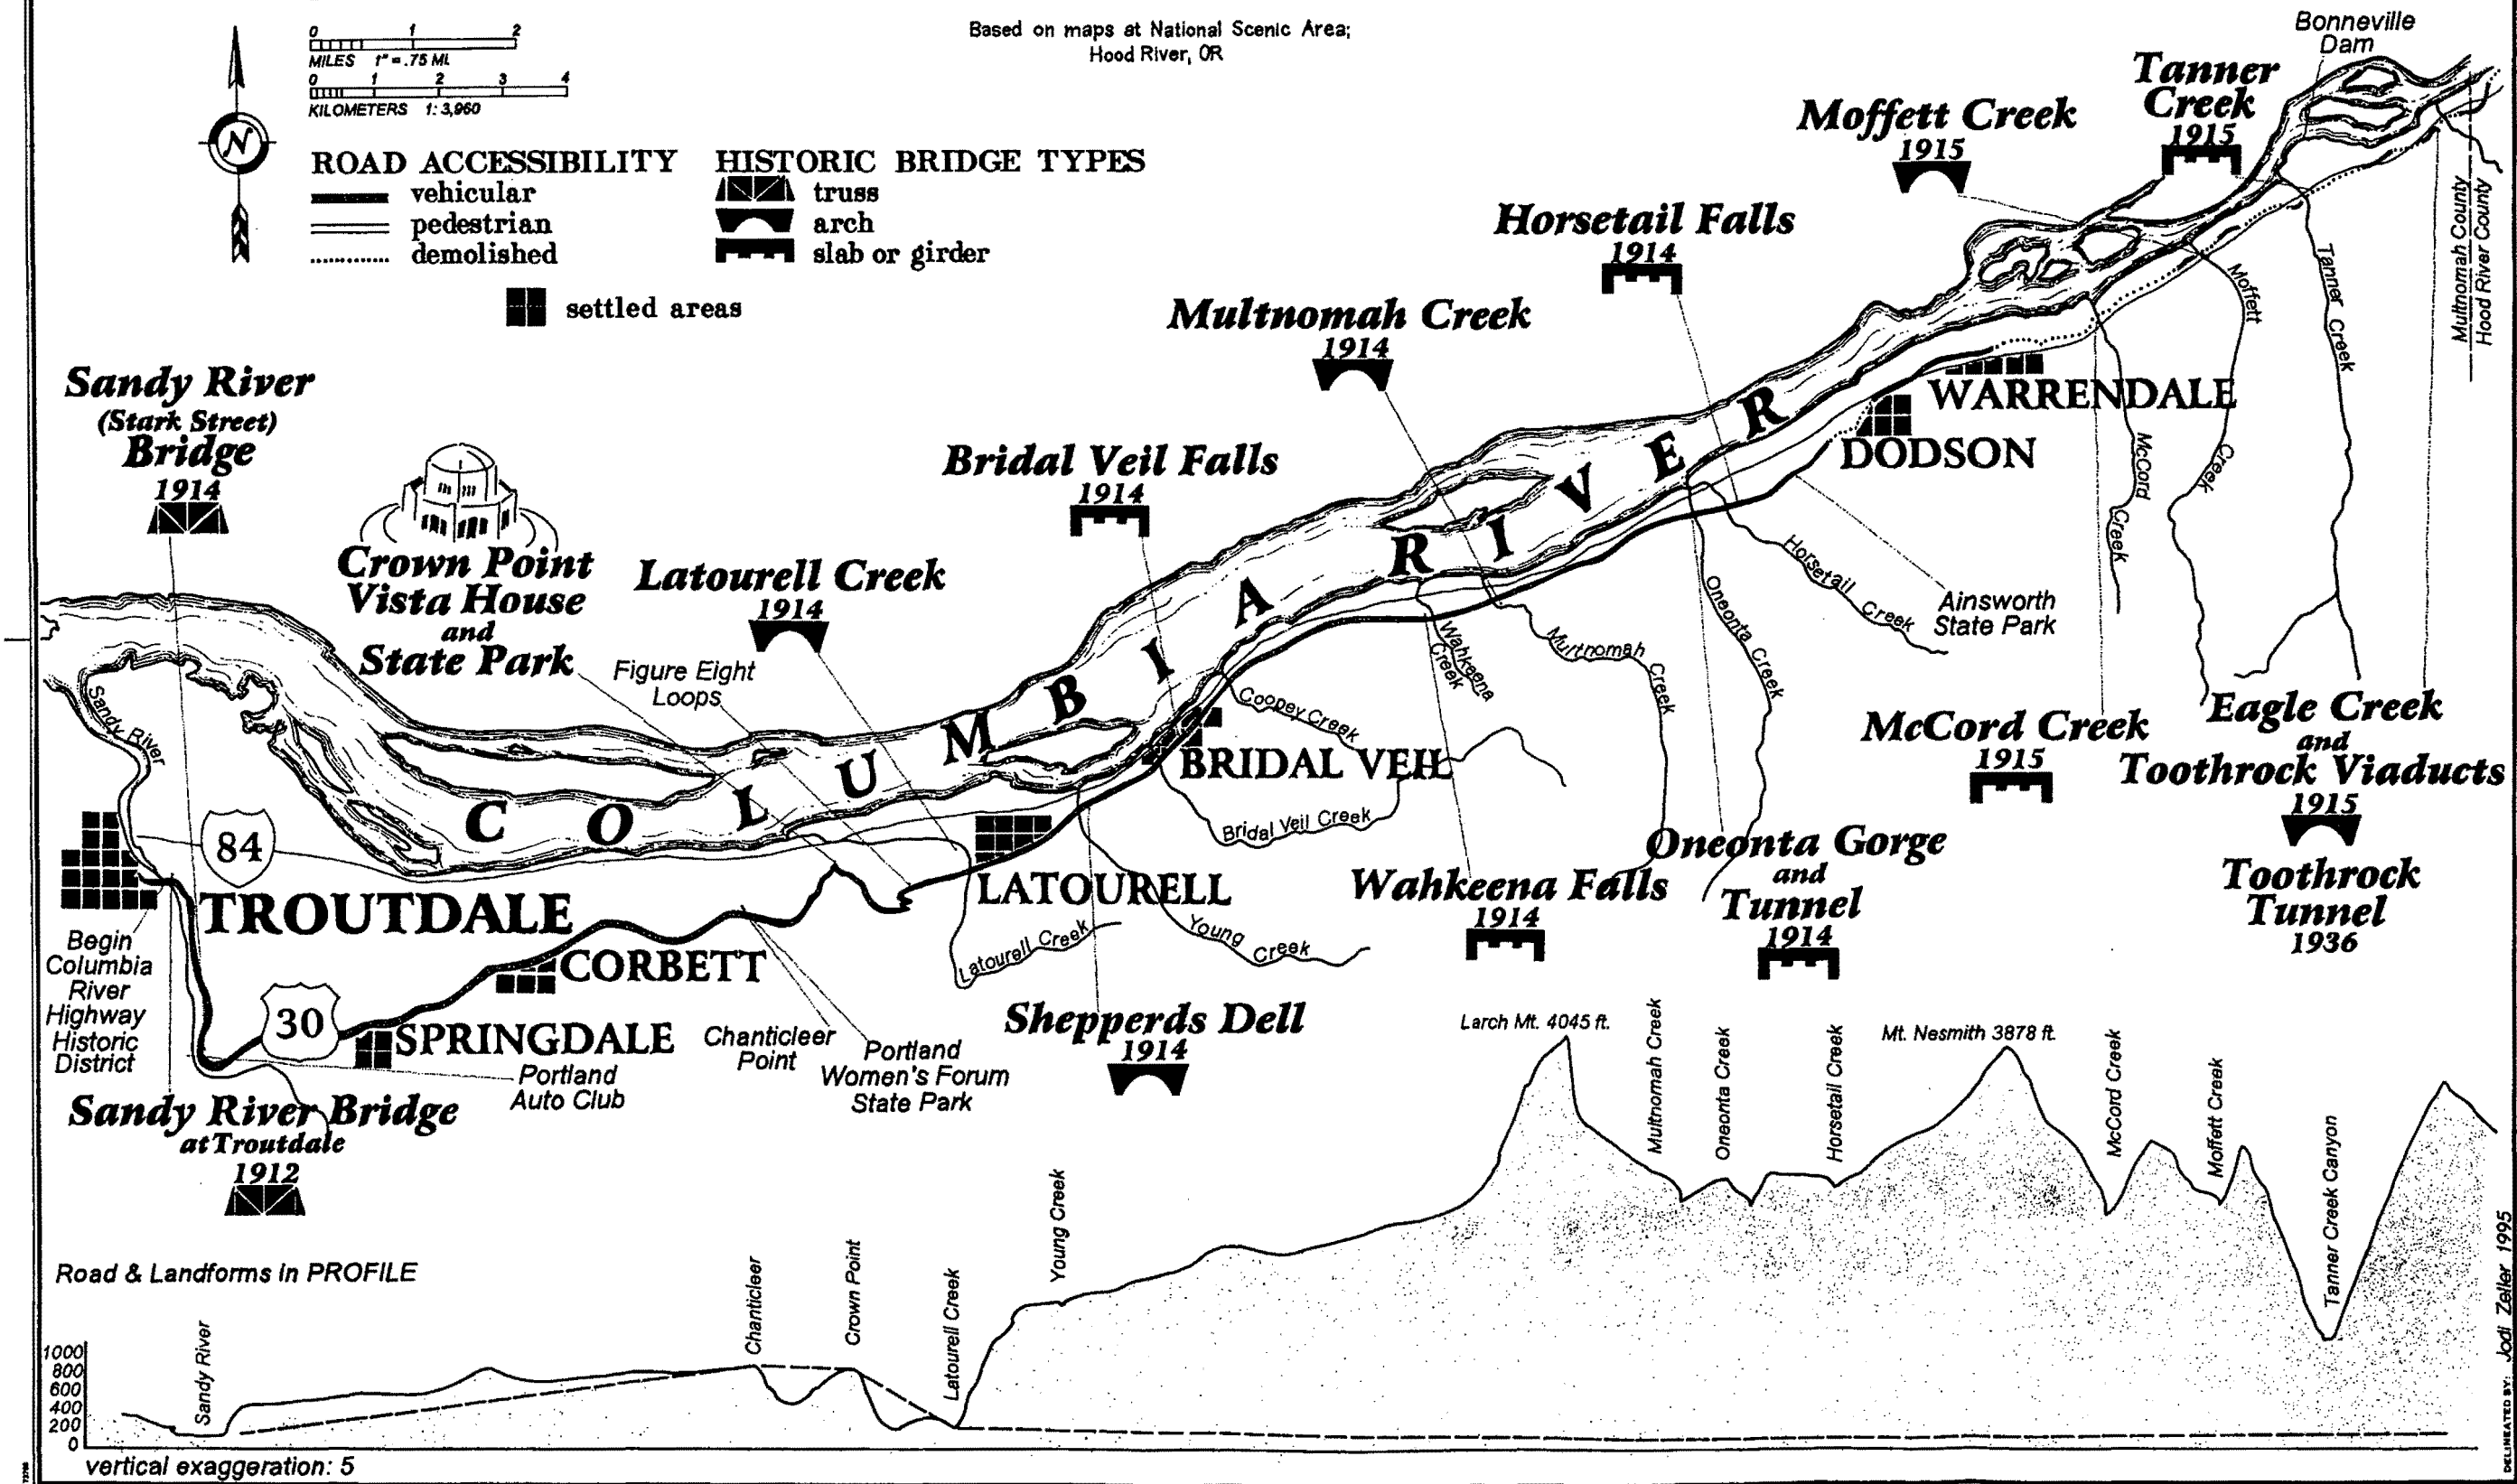 Based on maps at National Scenic Area;
Hood River, OR
0 1 2
MILES 1" = .75 MI.
0 1 2 3 4
KILOMETERS 1: 3,960
N
ROAD ACCESSIBILITY
vehicular
pedestrian
demolished
HISTORIC BRIDGE TYPES
truss
arch
slab or girder
settled areas
Bonneville
Dam
Tanner
Creek
1915
Moffett Creek
1915
Horsetail Falls
1914
Multnomah Creek
1914
Bridal Veil Falls
1914
Latourell Creek
1914
Sandy River
(Stark Street)
Bridge
1914
Crown Point
Vista House
and
State Park
Figure Eight
Loops
COLUMBIA RIVER
Multnomah County
Hood River County
Tanner Creek
Moffett
Creek
McCord
Creek
WARRENDALE
DODSON
Ainsworth
State Park
Horsetail Creek
Oneonta Creek
Murtnomah Creek
Wahkeena
Creek
Coopey Creek
BRIDAL VEIL
Bridal Veil Creek
LATOURELL
Latourell Creek
Young Creek
Sandy River
84
TROUTDALE
CORBETT
30
SPRINGDALE
Begin
Columbia
River
Highway
Historic
District
Portland
Auto Club
Chanticleer
Point
Portland
Women's Forum
State Park
Sandy River Bridge
at Troutdale
1912
Shepperds Dell
1914
Wahkeena Falls
1914
Oneonta Gorge
and
Tunnel
1914
McCord Creek
1915
Eagle Creek
and
Toothrock Viaducts
1915
Toothrock
Tunnel
1936
Road & Landforms in PROFILE
1000
800
600
400
200
0
Sandy River
Chanticleer
Crown Point
Latourell Creek
Young Creek
Larch Mt. 4045 ft.
Multnomah Creek
Oneonta Creek
Horsetail Creek
Mt. Nesmith 3878 ft.
McCord Creek
Moffett Creek
Tanner Creek Canyon
vertical exaggeration: 5
DELINEATED BY: Jodi Zeller 1995